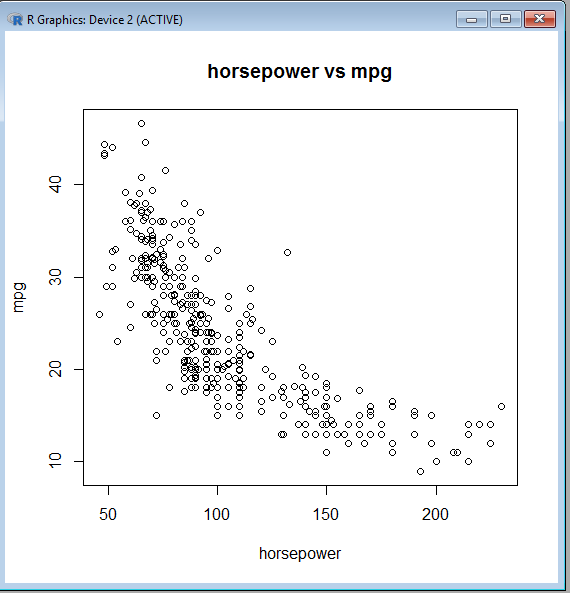 R Graphics: Device 2 (ACTIVE)
horsepower vs mpg
mpg
40
30
20
10
50 100 150 200
horsepower